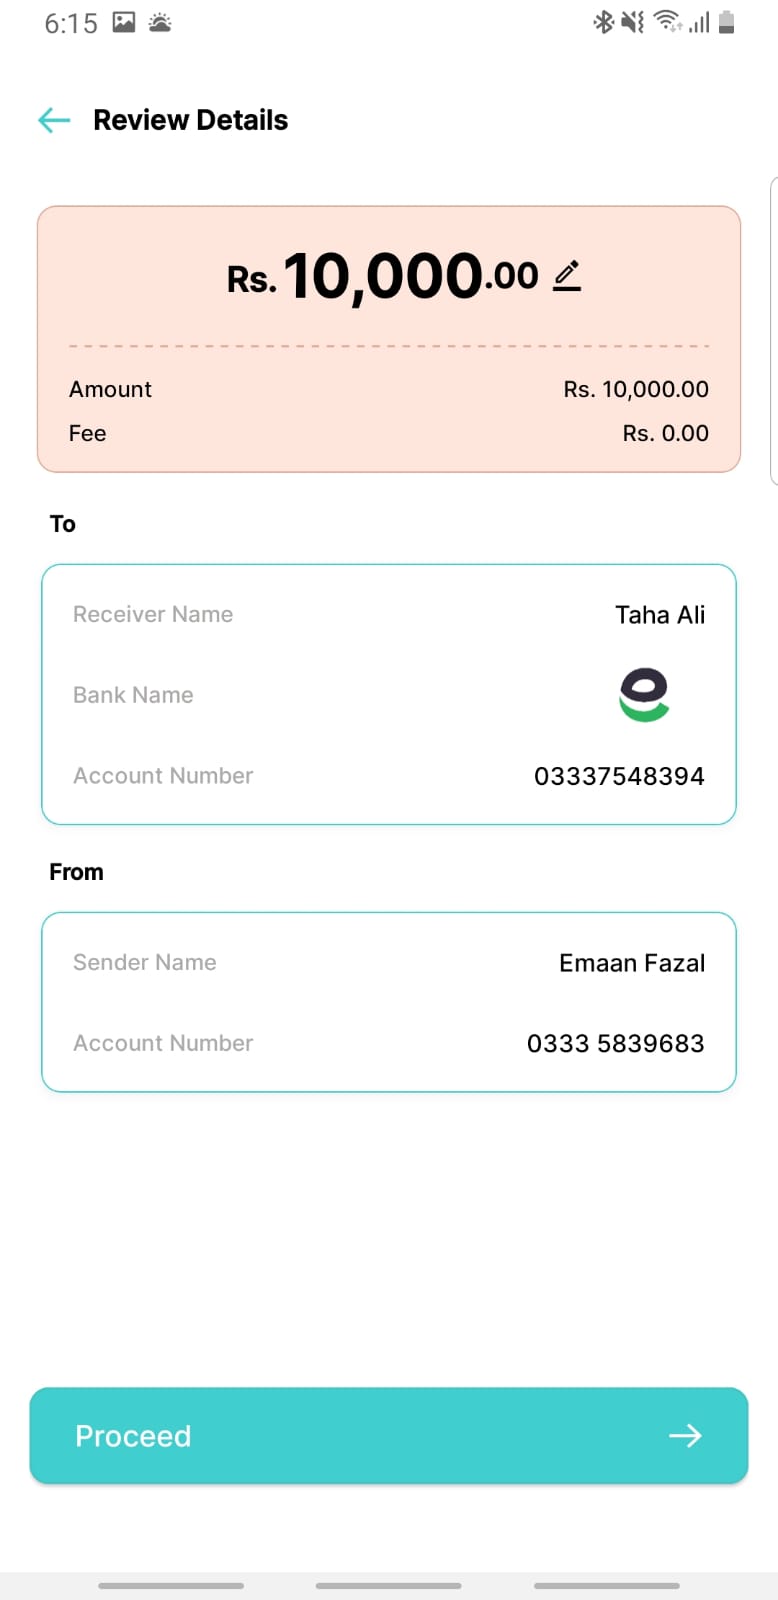 6:15
Review Details
Rs. 10,000.00
Amount Rs. 10,000.00
Fee Rs. 0.00
To
Receiver Name Taha Ali
Bank Name
Account Number 03337548394
From
Sender Name Emaan Fazal
Account Number 0333 5839683
Proceed